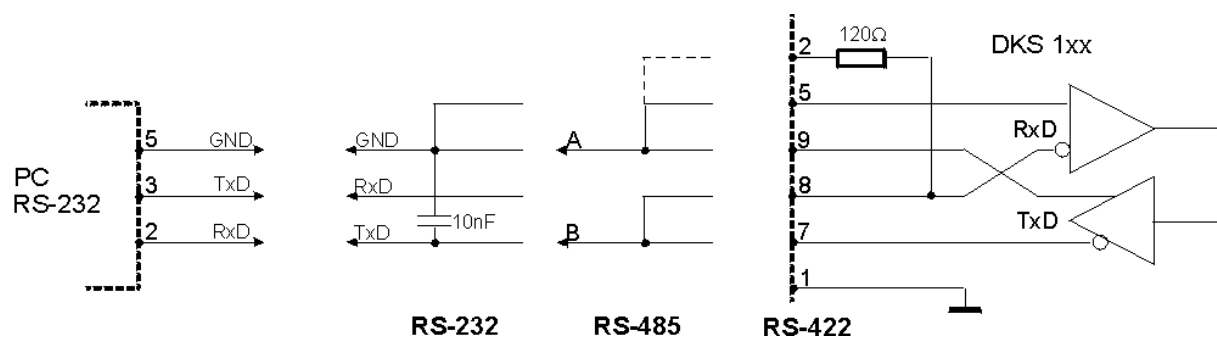 120Ω
2
DKS 1xx
5
RxD
5 GND GND A 9
PC
RS-232
3 TxD RxD 8
10nF
TxD
2 RxD TxD B 7
1
RS-232 RS-485 RS-422